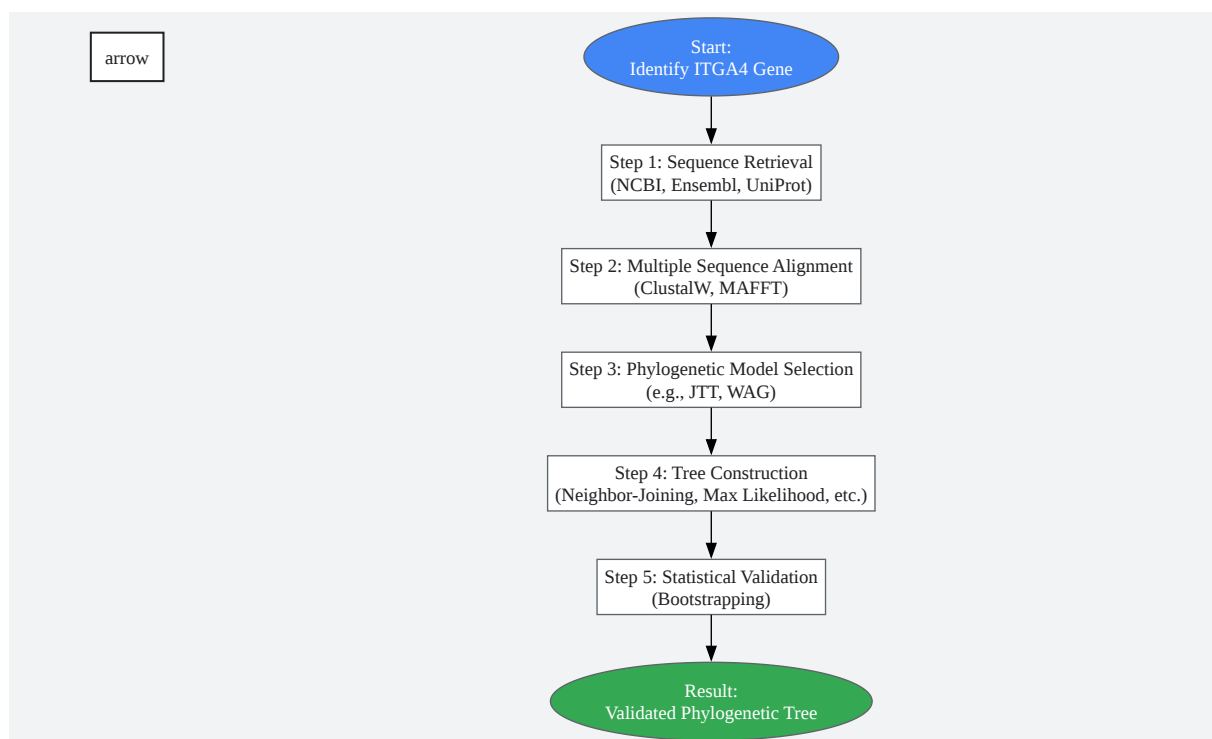 arrow
Start:
Identify ITGA4 Gene
Step 1: Sequence Retrieval
(NCBI, Ensembl, UniProt)
Step 2: Multiple Sequence Alignment
(ClustalW, MAFFT)
Step 3: Phylogenetic Model Selection
(e.g., JTT, WAG)
Step 4: Tree Construction
(Neighbor-Joining, Max Likelihood, etc.)
Step 5: Statistical Validation
(Bootstrapping)
Result:
Validated Phylogenetic Tree